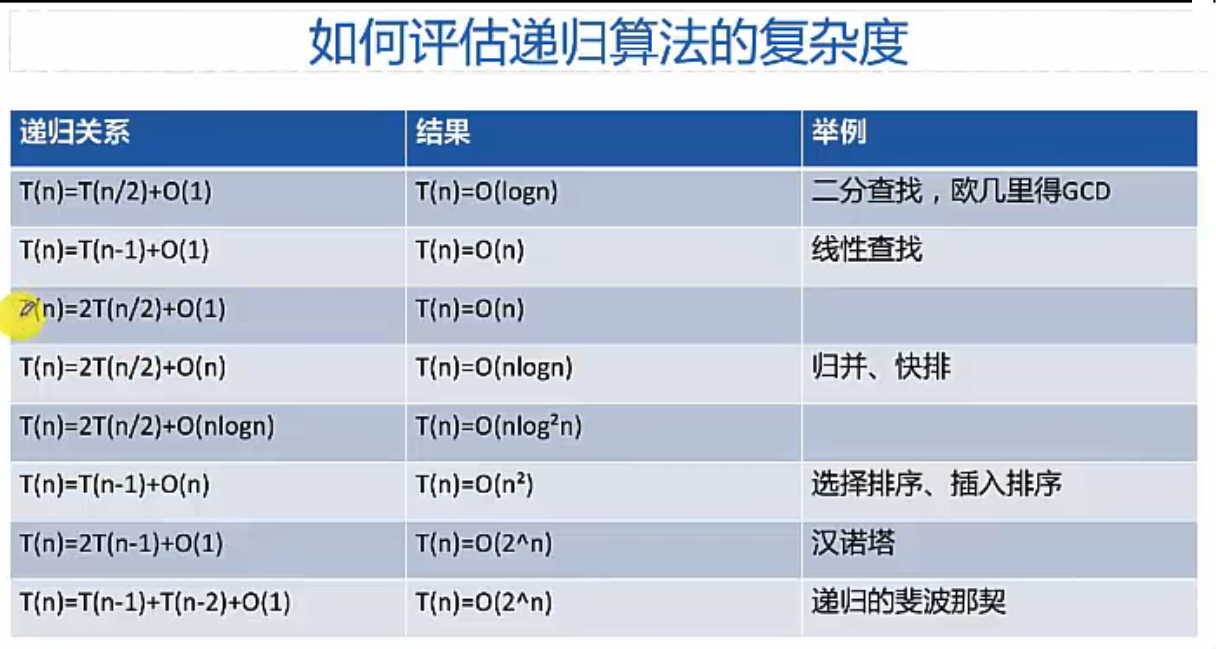 如何评估递归算法的复杂度
递归关系 结果 举例
T(n)=T(n/2)+O(1) T(n)=O(logn) 二分查找，欧几里得GCD
T(n)=T(n-1)+O(1) T(n)=O(n) 线性查找
T(n)=2T(n/2)+O(1) T(n)=O(n)
T(n)=2T(n/2)+O(n) T(n)=O(nlogn) 归并、快排
T(n)=2T(n/2)+O(nlogn) T(n)=O(nlog²n)
T(n)=T(n-1)+O(n) T(n)=O(n²) 选择排序、插入排序
T(n)=2T(n-1)+O(1) T(n)=O(2^n) 汉诺塔
T(n)=T(n-1)+T(n-2)+O(1) T(n)=O(2^n) 递归的斐波那契